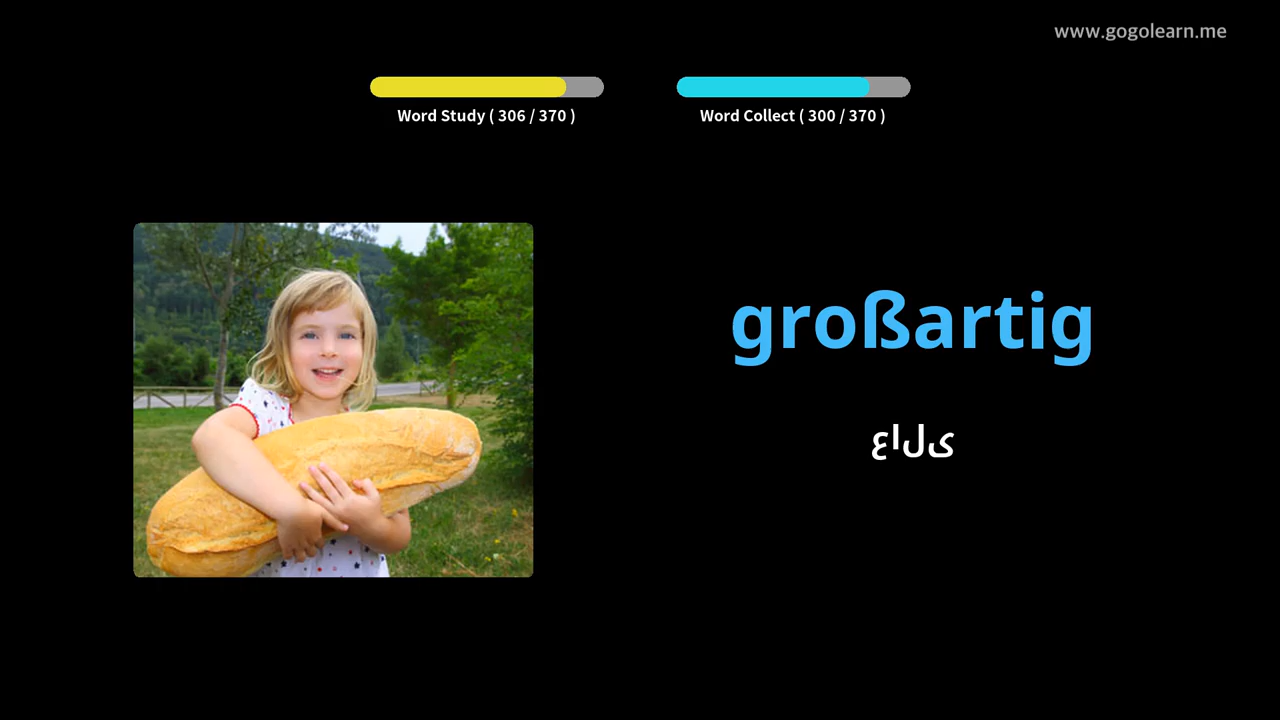 www.gogolearn.me
Word Study ( 306 / 370 )
Word Collect ( 300 / 370 )
großartig
عالی